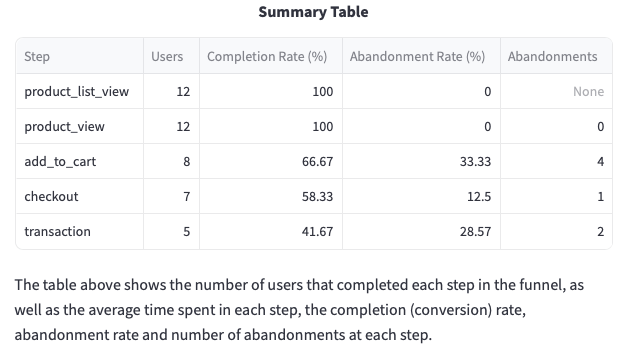 Summary Table
Step Users Completion Rate (%) Abandonment Rate (%) Abandonments
product_list_view 12 100 0 None
product_view 12 100 0 0
add_to_cart 8 66.67 33.33 4
checkout 7 58.33 12.5 1
transaction 5 41.67 28.57 2
The table above shows the number of users that completed each step in the funnel, as
well as the average time spent in each step, the completion (conversion) rate,
abandonment rate and number of abandonments at each step.